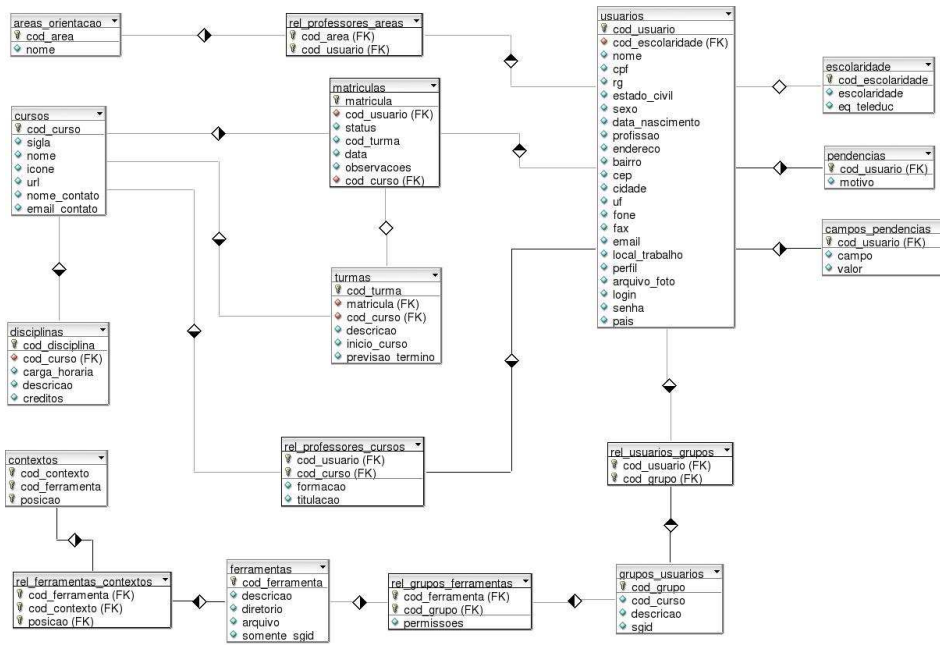 areas_orientacao
cod_area
nome
rel_professores_areas
cod_area (FK)
cod_usuario (FK)
usuarios
cod_usuario
cod_escolaridade (FK)
nome
cpf
rg
estado_civil
sexo
data_nascimento
profissao
endereco
bairro
cep
cidade
uf
fone
fax
email
local_trabalho
perfil
arquivo_foto
login
senha
pais
escolaridade
cod_escolaridade
escolaridade
eq_teleduc
matriculas
matricula
cod_usuario (FK)
status
cod_turma
data
observacoes
cod_curso (FK)
cursos
cod_curso
sigla
nome
icone
url
nome_contato
email_contato
pendencias
cod_usuario (FK)
motivo
campos_pendencias
cod_usuario (FK)
campo
valor
turmas
cod_turma
matricula (FK)
cod_curso (FK)
descricao
inicio_curso
previsao_termino
disciplinas
cod_disciplina
cod_curso (FK)
carga_horaria
descricao
creditos
rel_professores_cursos
cod_usuario (FK)
cod_curso (FK)
formacao
titulacao
rel_usuarios_grupos
cod_usuario (FK)
cod_grupo (FK)
contextos
cod_contexto
cod_ferramenta
posicao
rel_ferramentas_contextos
cod_ferramenta (FK)
cod_contexto (FK)
posicao (FK)
ferramentas
cod_ferramenta
descricao
diretorio
arquivo
somente_sgid
rel_grupos_ferramentas
cod_ferramenta (FK)
cod_grupo (FK)
permissoes
grupos_usuarios
cod_grupo
cod_curso
descricao
sgid